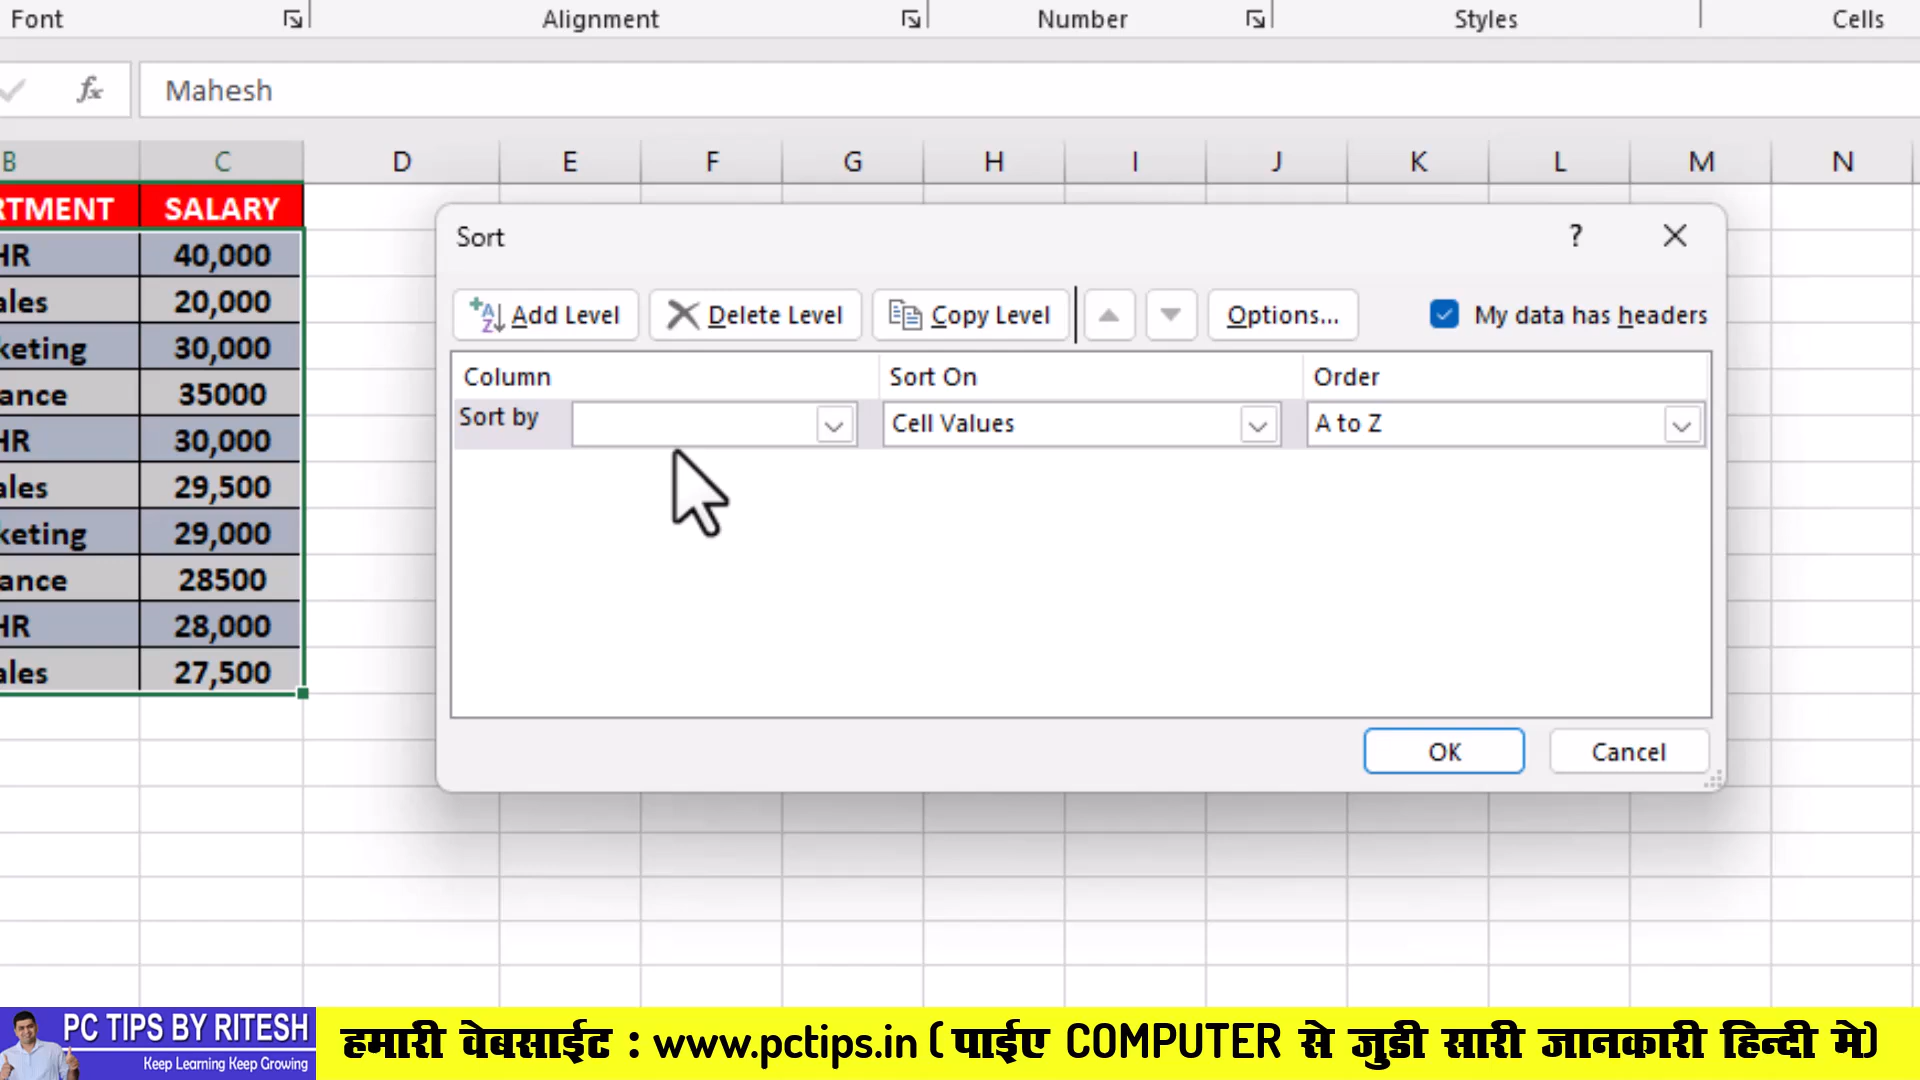 Font Alignment Number Styles Cells
fx Mahesh
B C D E F G H I J K L M N
RTMENT SALARY
HR 40,000
ales 20,000
keting 30,000
ance 35000
HR 30,000
ales 29,500
keting 29,000
ance 28500
HR 28,000
ales 27,500
Sort ?
Add Level Delete Level Copy Level Options... My data has headers
Column Sort On Order
Sort by Cell Values A to Z
OK Cancel
PC TIPS BY RITESH
Keep Learning Keep Growing
हमारी वेबसाईट : www.pctips.in ( पाईए COMPUTER से जुडी सारी जानकारी हिन्दी मे)